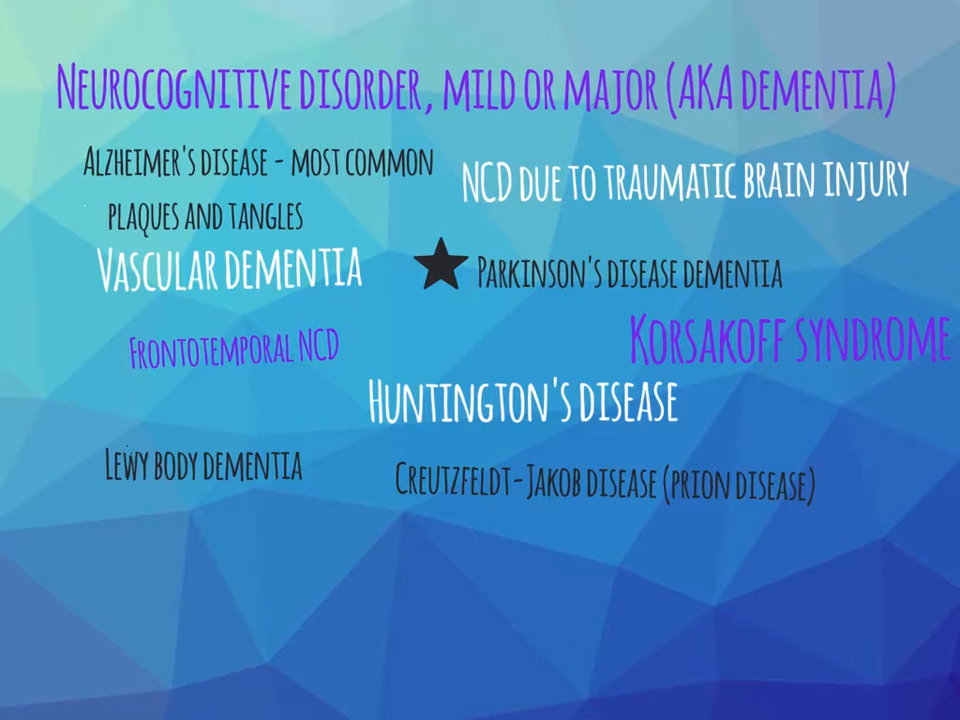 Neurocognitive disorder, mild or major (AKA dementia)
Alzheimer's disease - most common
plaques and tangles
NCD due to traumatic brain injury
Vascular dementia
Parkinson's disease dementia
Frontotemporal NCD
Korsakoff syndrome
Huntington's disease
Lewy body dementia
Creutzfeldt-Jakob disease (prion disease)